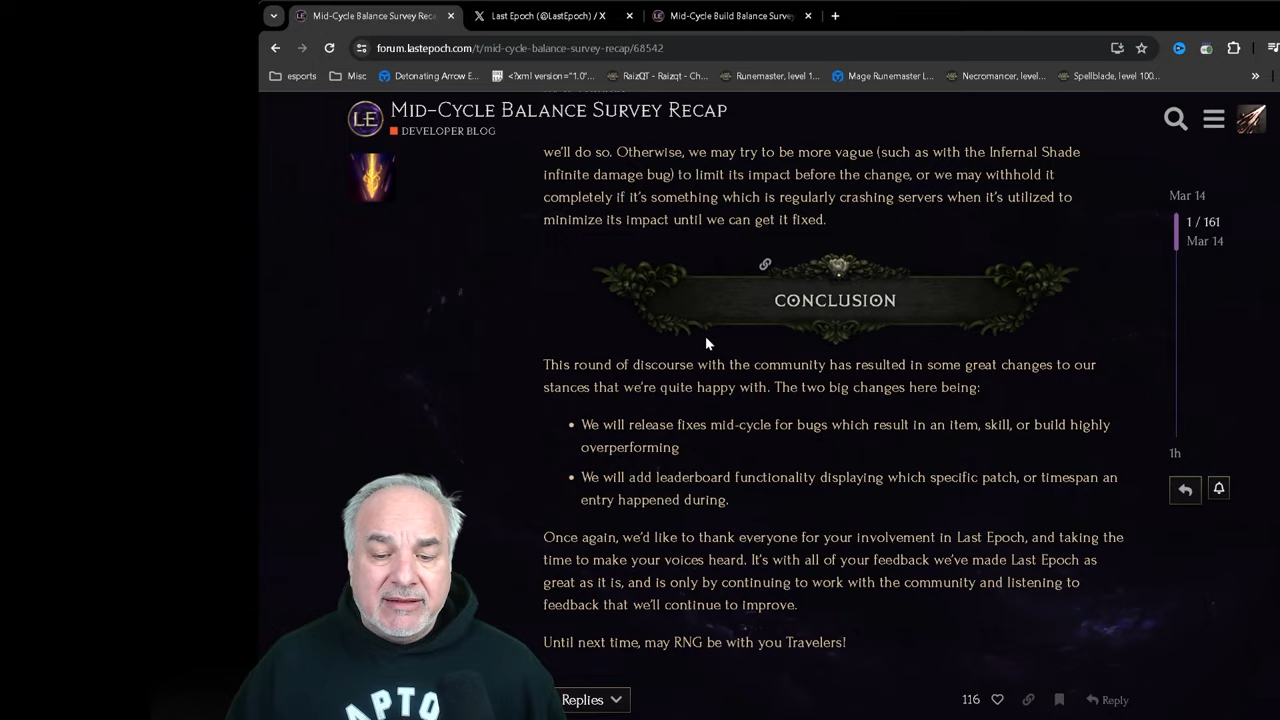 Mid-Cycle Balance Survey Reca
Last Epoch (@LastEpoch) / X
Mid-Cycle Build Balance Survey
forum.lastepoch.com/t/mid-cycle-balance-survey-recap/68542
esports
Misc
Detonating Arrow E...
<?xml version="1.0"...
RaizQT - Raizqt - Ch...
Runemaster, level 1...
Mage Runemaster L...
Necromancer, level...
Spellblade, level 100...
LE
Mid-Cycle Balance Survey Recap
DEVELOPER BLOG
we'll do so. Otherwise, we may try to be more vague (such as with the Infernal Shade
infinite damage bug) to limit its impact before the change, or we may withhold it
completely if it's something which is regularly crashing servers when it's utilized to
minimize its impact until we can get it fixed.
Mar 14
1 / 161
Mar 14
CONCLUSION
This round of discourse with the community has resulted in some great changes to our
stances that we're quite happy with. The two big changes here being:
• We will release fixes mid-cycle for bugs which result in an item, skill, or build highly
overperforming
1h
• We will add leaderboard functionality displaying which specific patch, or timespan an
entry happened during.
Once again, we'd like to thank everyone for your involvement in Last Epoch, and taking the
time to make your voices heard. It's with all of your feedback we've made Last Epoch as
great as it is, and is only by continuing to work with the community and listening to
feedback that we'll continue to improve.
Until next time, may RNG be with you Travelers!
Replies
116
Reply
APTO